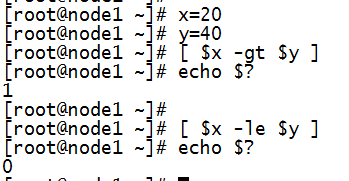 [root@node1 ~]# x=20
[root@node1 ~]# y=40
[root@node1 ~]# [ $x -gt $y ]
[root@node1 ~]# echo $?
1
[root@node1 ~]#
[root@node1 ~]# [ $x -le $y ]
[root@node1 ~]# echo $?
0